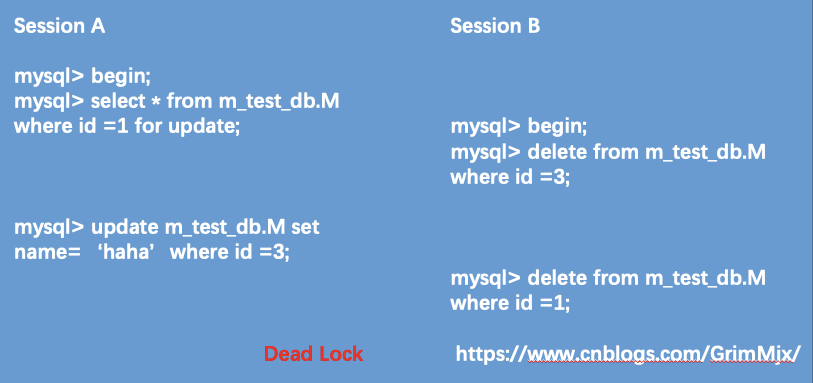 Session A
Session B
mysql> begin;
mysql> select * from m_test_db.M
where id =1 for update;
mysql> begin;
mysql> delete from m_test_db.M
where id =3;
mysql> update m_test_db.M set
name= ‘haha’ where id =3;
mysql> delete from m_test_db.M
where id =1;
Dead Lock
https://www.cnblogs.com/GrimMjx/